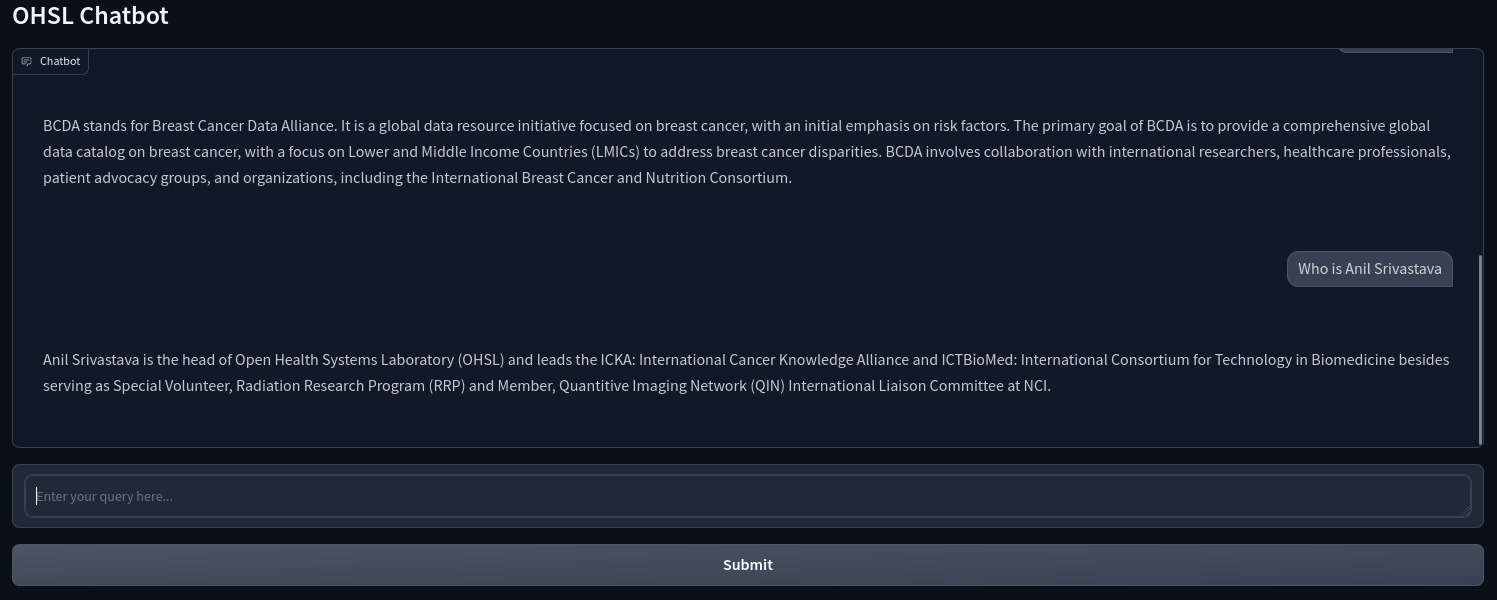 OHSL Chatbot
Chatbot
BCDA stands for Breast Cancer Data Alliance. It is a global data resource initiative focused on breast cancer, with an initial emphasis on risk factors. The primary goal of BCDA is to provide a comprehensive global
data catalog on breast cancer, with a focus on Lower and Middle Income Countries (LMICs) to address breast cancer disparities. BCDA involves collaboration with international researchers, healthcare professionals,
patient advocacy groups, and organizations, including the International Breast Cancer and Nutrition Consortium.
Who is Anil Srivastava
Anil Srivastava is the head of Open Health Systems Laboratory (OHSL) and leads the ICKA: International Cancer Knowledge Alliance and ICTBioMed: International Consortium for Technology in Biomedicine besides
serving as Special Volunteer, Radiation Research Program (RRP) and Member, Quantitive Imaging Network (QIN) International Liaison Committee at NCI.
Enter your query here...
Submit